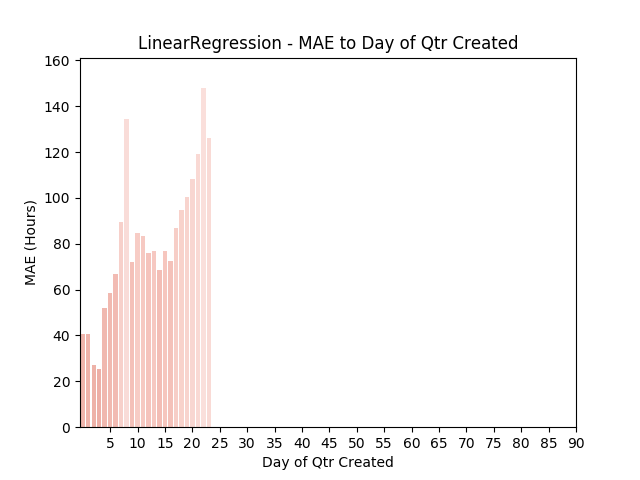 LinearRegression - MAE to Day of Qtr Created
160
140
120
100
80
60
40
20
0
MAE (Hours)
5 10 15 20 25 30 35 40 45 50 55 60 65 70 75 80 85 90
Day of Qtr Created